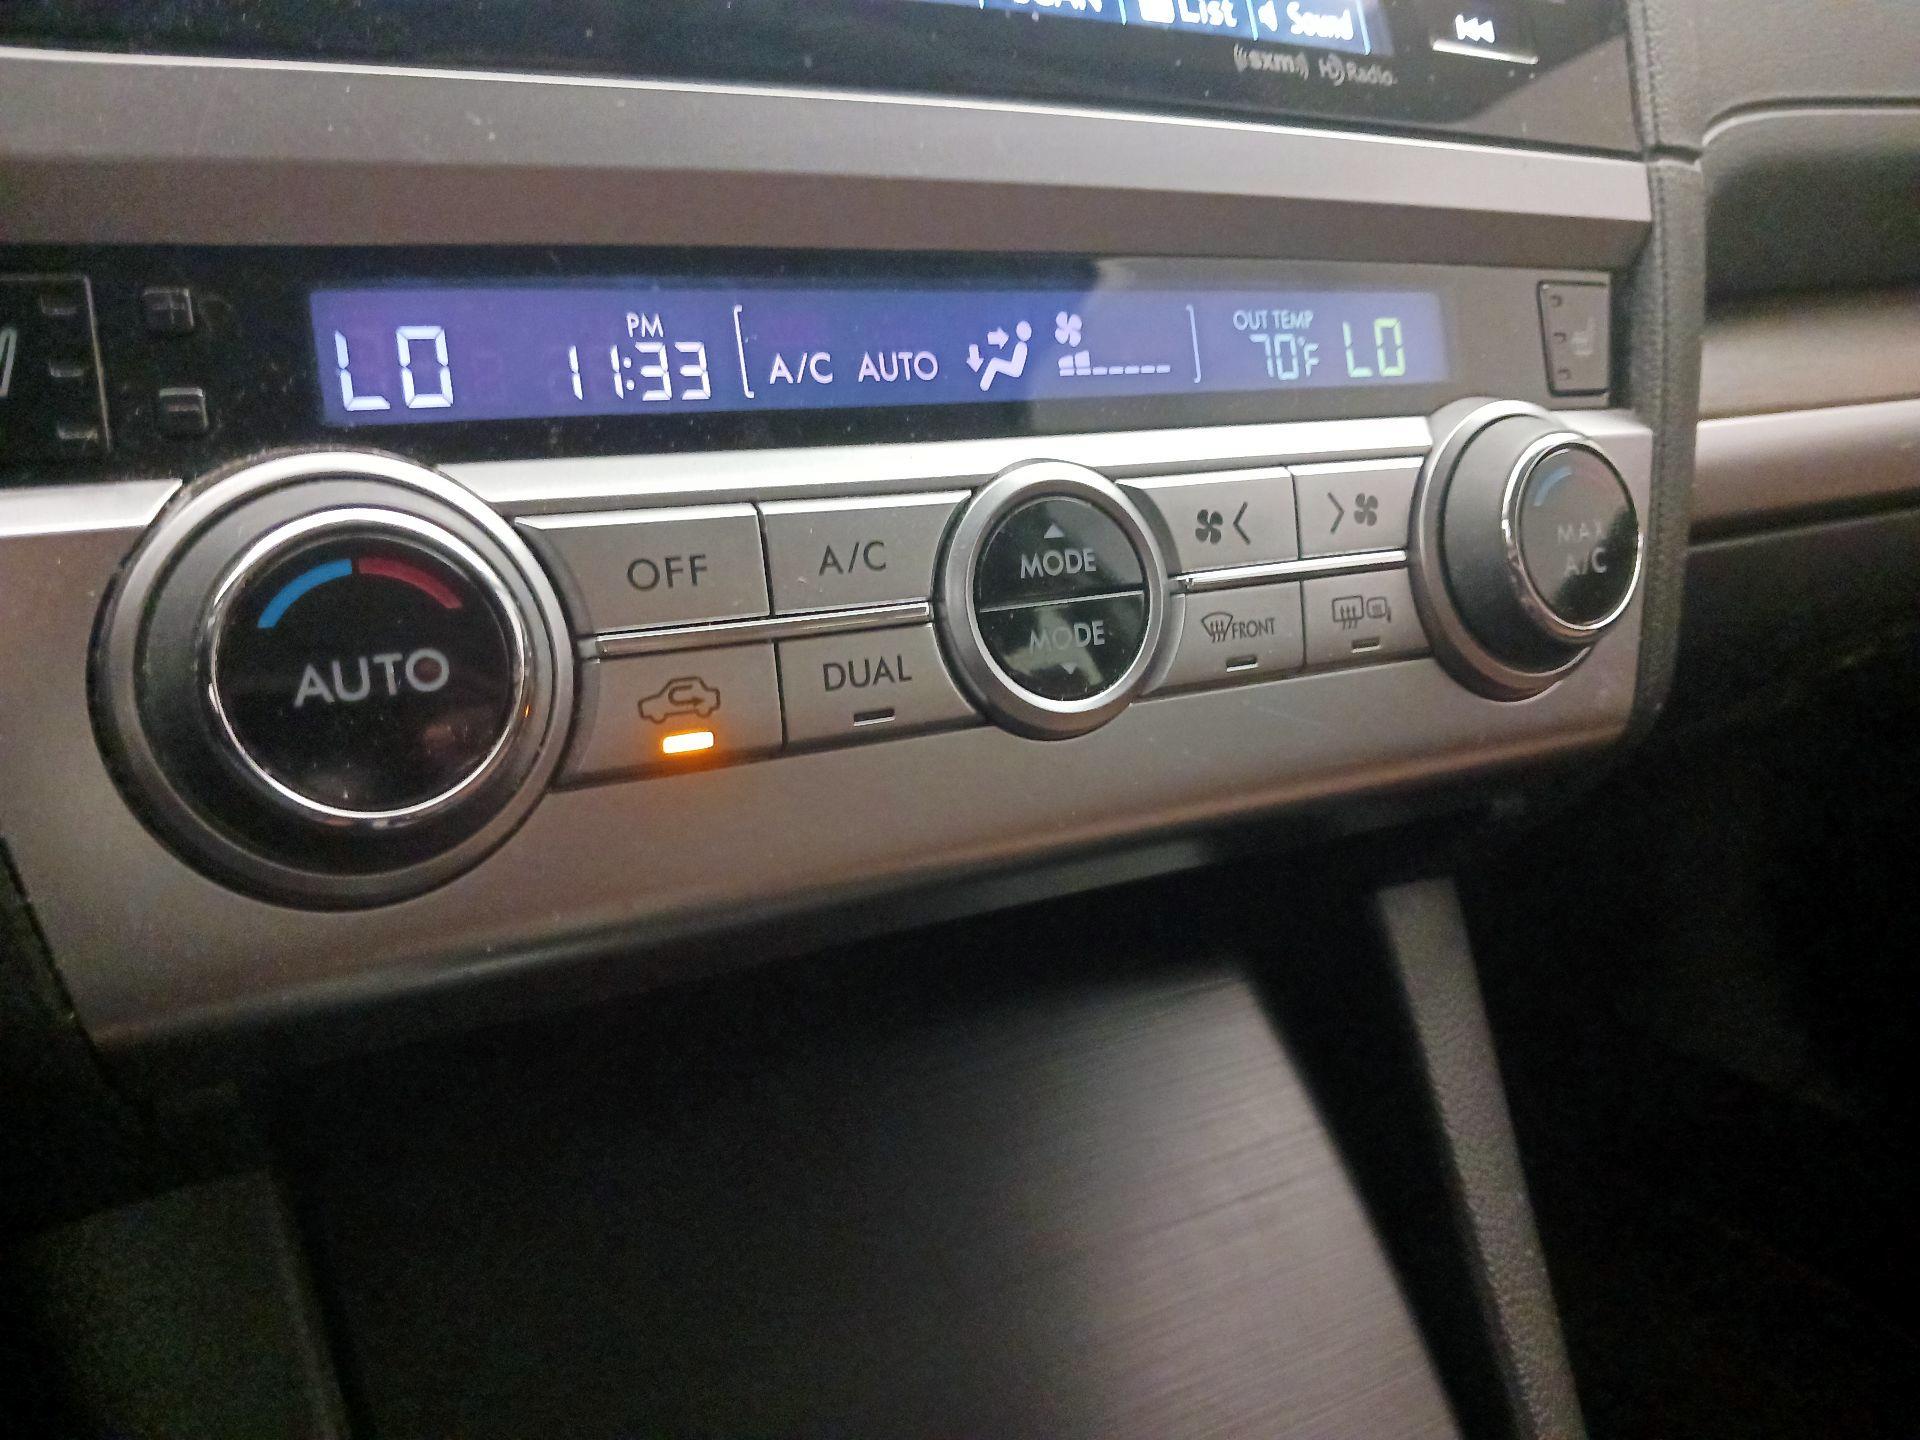 List Sound
((sxm)) HD Radio
LO PM 11:33 A/C AUTO OUT TEMP 70°F LO
OFF A/C MODE
MAX A/C
AUTO DUAL MODE FRONT